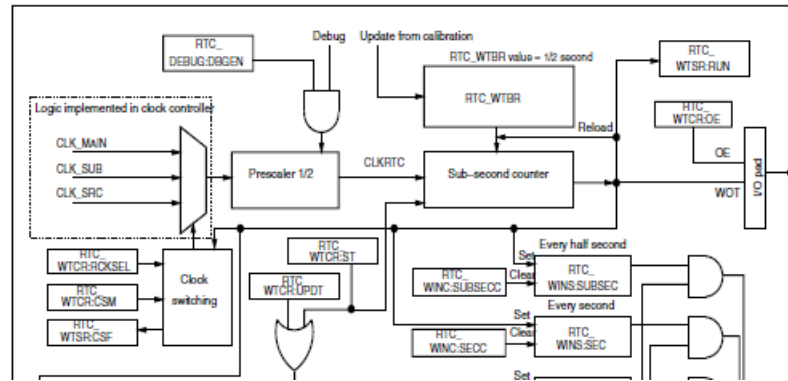 RTC_
DEBUG:DBGEN
Debug
Update from calibration
RTC_WTBR value = 1/2 second
RTC_
WTSR:RUN
RTC_WTBR
Logic implemented in clock controller
RTC_
WTCR:OE
Reload
CLK_MAIN
CLK_SUB
CLK_SRC
Prescaler 1/2
CLKRTC
Sub-second counter
OE
WOT
I/O pad
RTC_
WTCR:RCKSEL
RTC_
WTCR:CSM
RTC_
WTSR:CSF
Clock
switching
RTC
WTCR:ST
RTC_
WTCR:UPDT
Every half second
Set
Clear
RTC_
WINC:SUBSECC
RTC_
WINS:SUBSEC
Every second
Set
Clear
RTC_
WINC:SECC
RTC_
WINS:SEC
Set